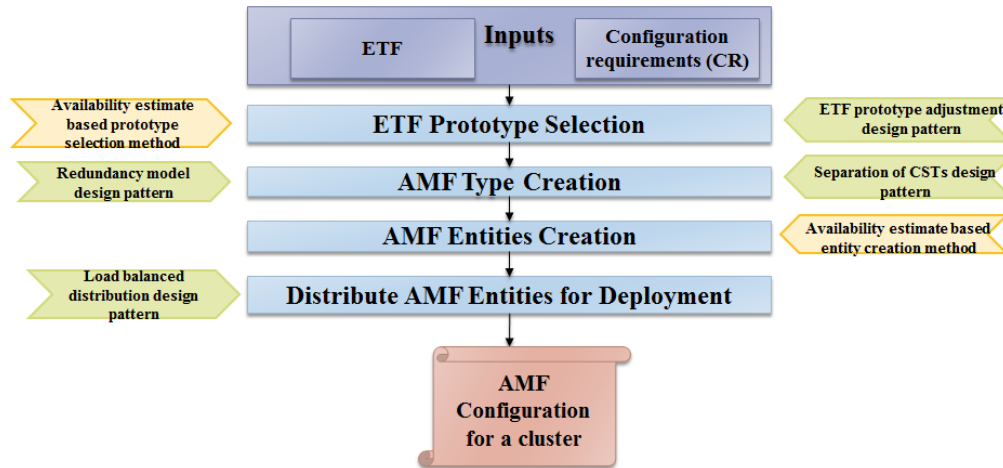 Inputs
ETF
Configuration
requirements (CR)
Availability estimate
based prototype
selection method
ETF Prototype Selection
ETF prototype adjustment
design pattern
Redundancy model
design pattern
AMF Type Creation
Separation of CSTs design
pattern
AMF Entities Creation
Availability estimate based
entity creation method
Load balanced
distribution design
pattern
Distribute AMF Entities for Deployment
AMF
Configuration
for a cluster